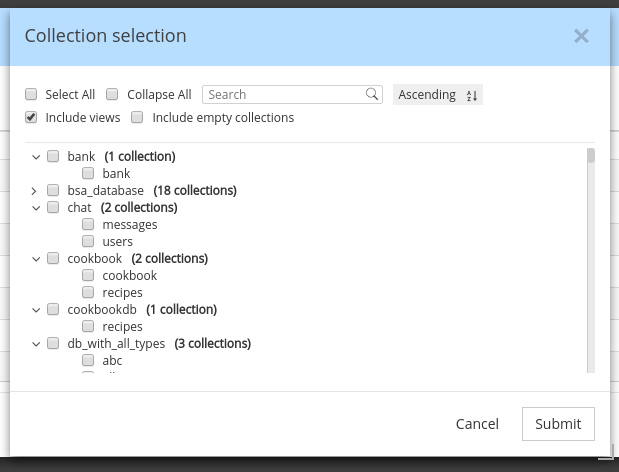 Collection selection
Select All Collapse All Search Ascending
Include views Include empty collections
bank (1 collection)
bank
bsa_database (18 collections)
chat (2 collections)
messages
users
cookbook (2 collections)
cookbook
recipes
cookbookdb (1 collection)
recipes
db_with_all_types (3 collections)
abc
Cancel Submit